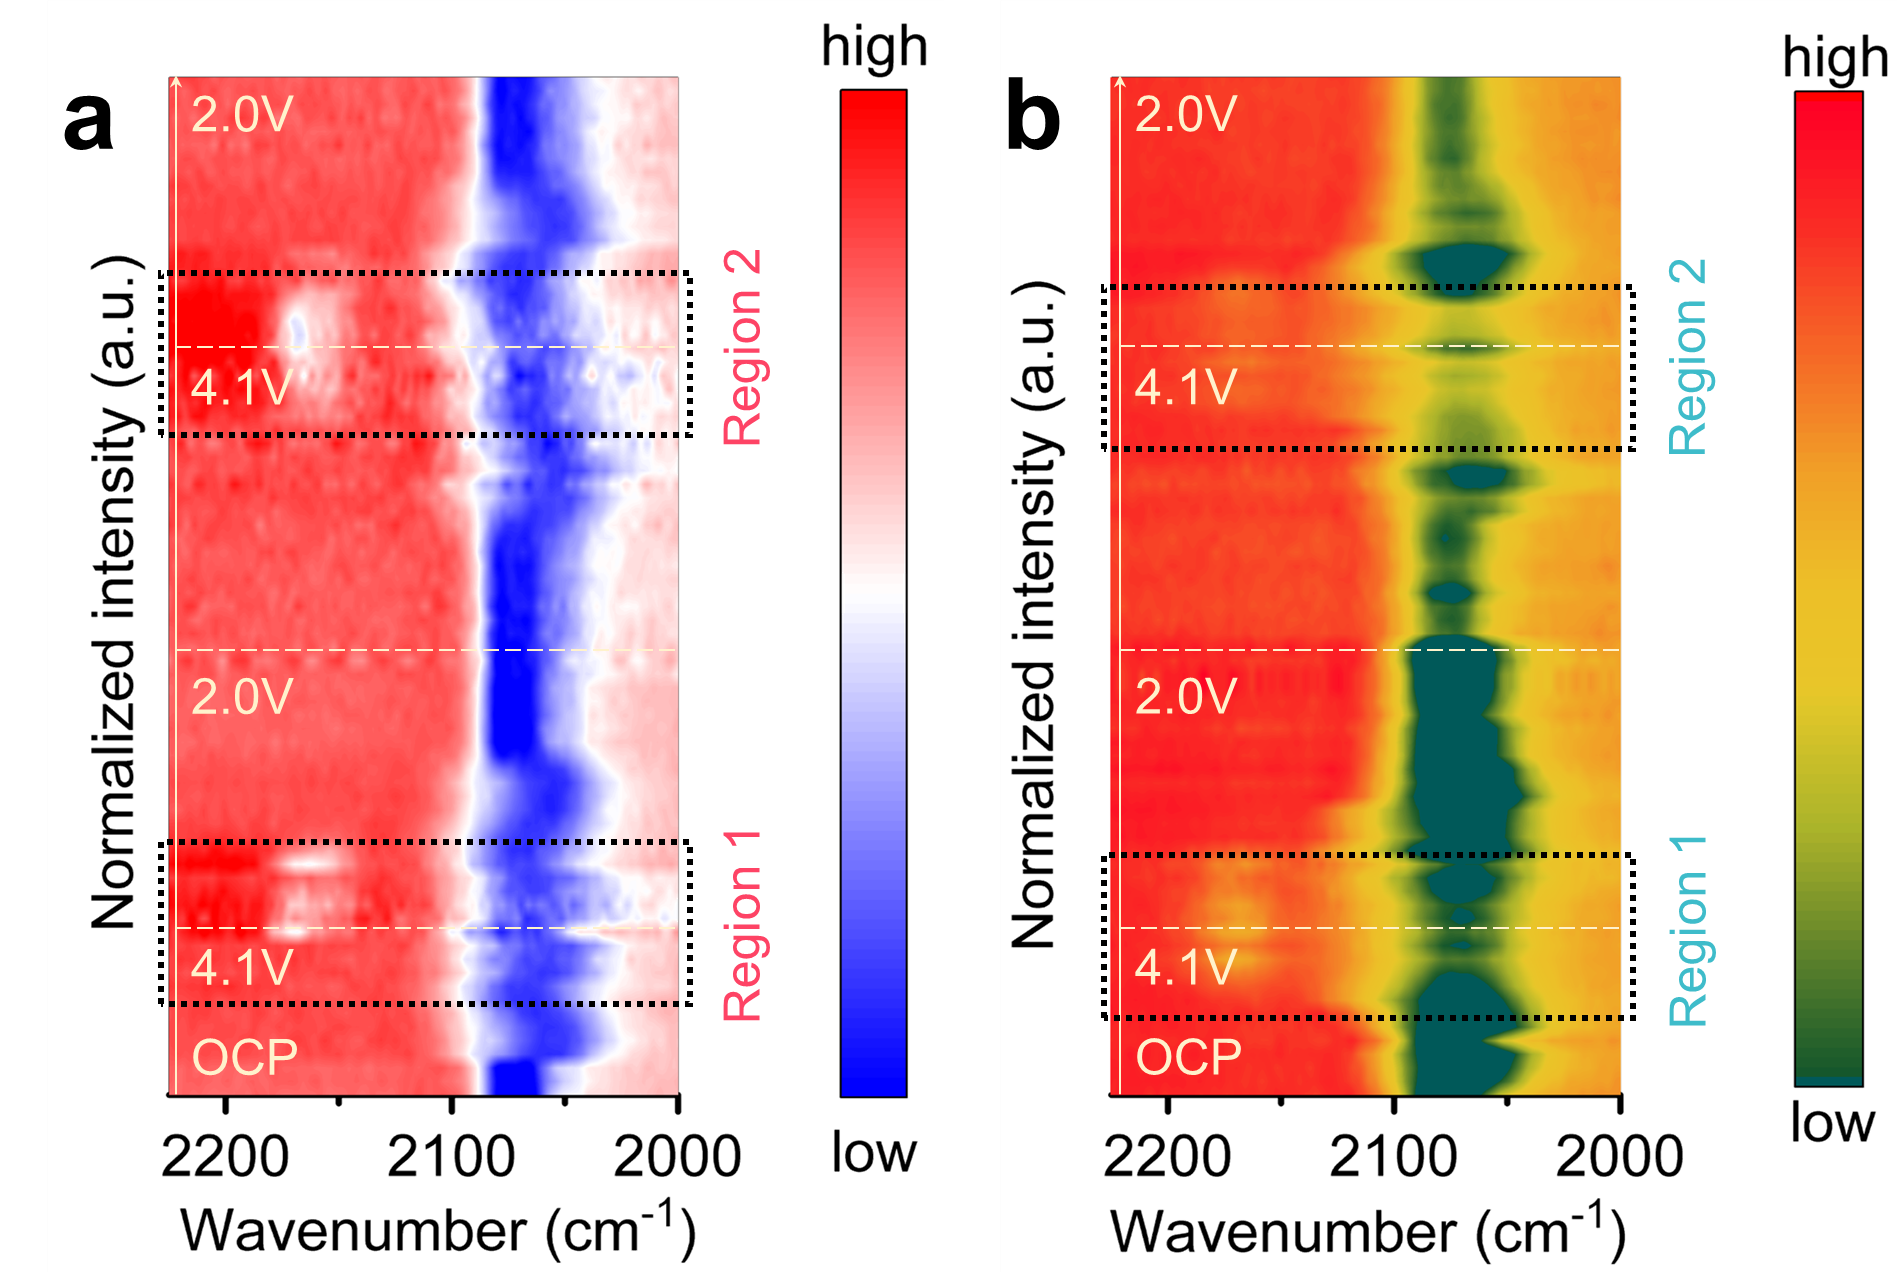 a
Normalized intensity (a.u.)
2.0V
4.1V
2.0V
4.1V
OCP
Region 2
Region 1
2200 2100 2000
Wavenumber (cm⁻¹)
high
low
b
Normalized intensity (a.u.)
2.0V
4.1V
2.0V
4.1V
OCP
Region 2
Region 1
2200 2100 2000
Wavenumber (cm⁻¹)
high
low